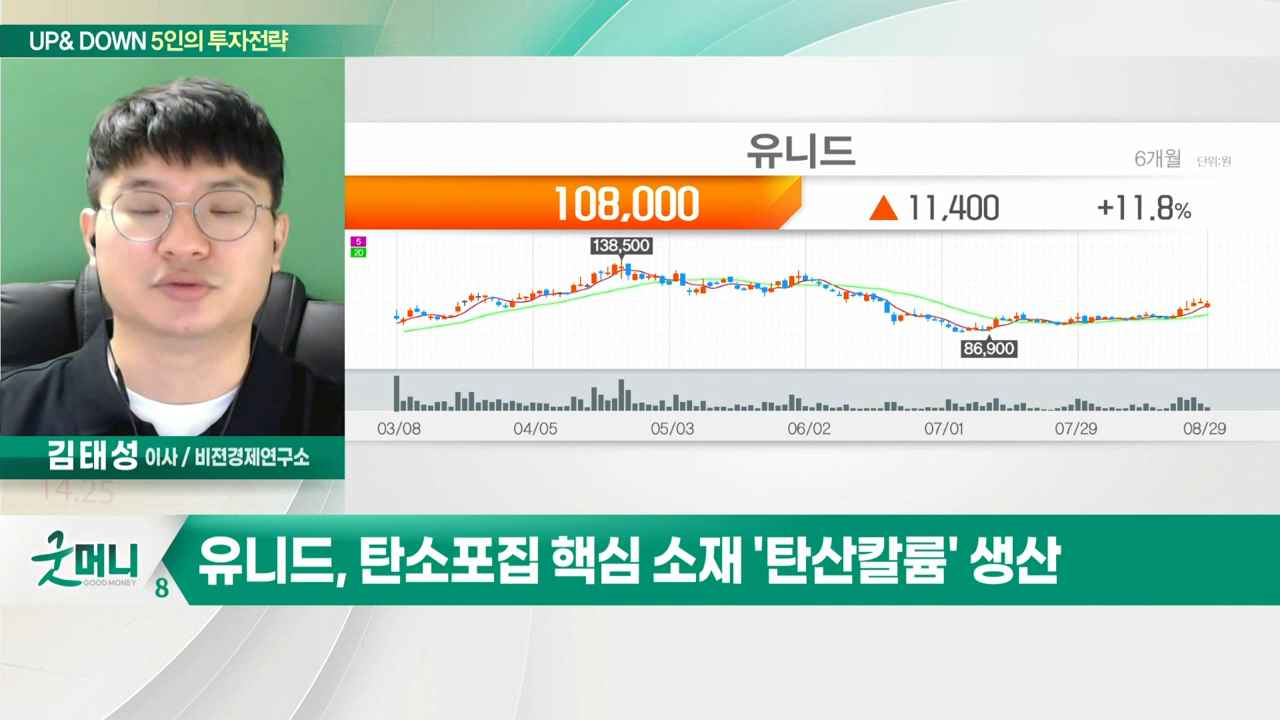 UP& DOWN 5인의 투자전략
유니드
6개월 단위:원
108,000 ▲ 11,400 +11.8%
5
20
138,500
86,900
03/08 04/05 05/03 06/02 07/01 07/29 08/29
김태성 이사 / 비전경제연구소
14.25
굿머니
GOOD MONEY
8
유니드, 탄소포집 핵심 소재 '탄산칼륨' 생산